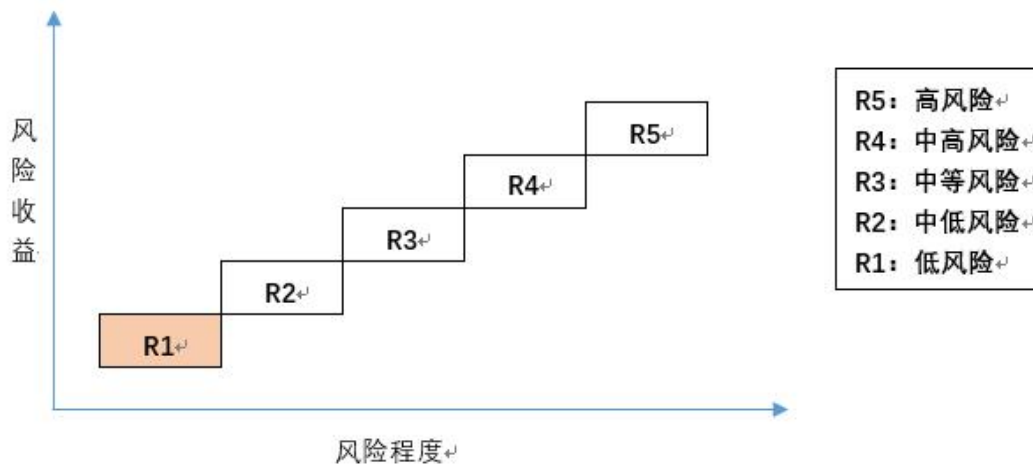 风险收益
R5
R4
R3
R2
R1
风险程度
R5：高风险
R4：中高风险
R3：中等风险
R2：中低风险
R1：低风险